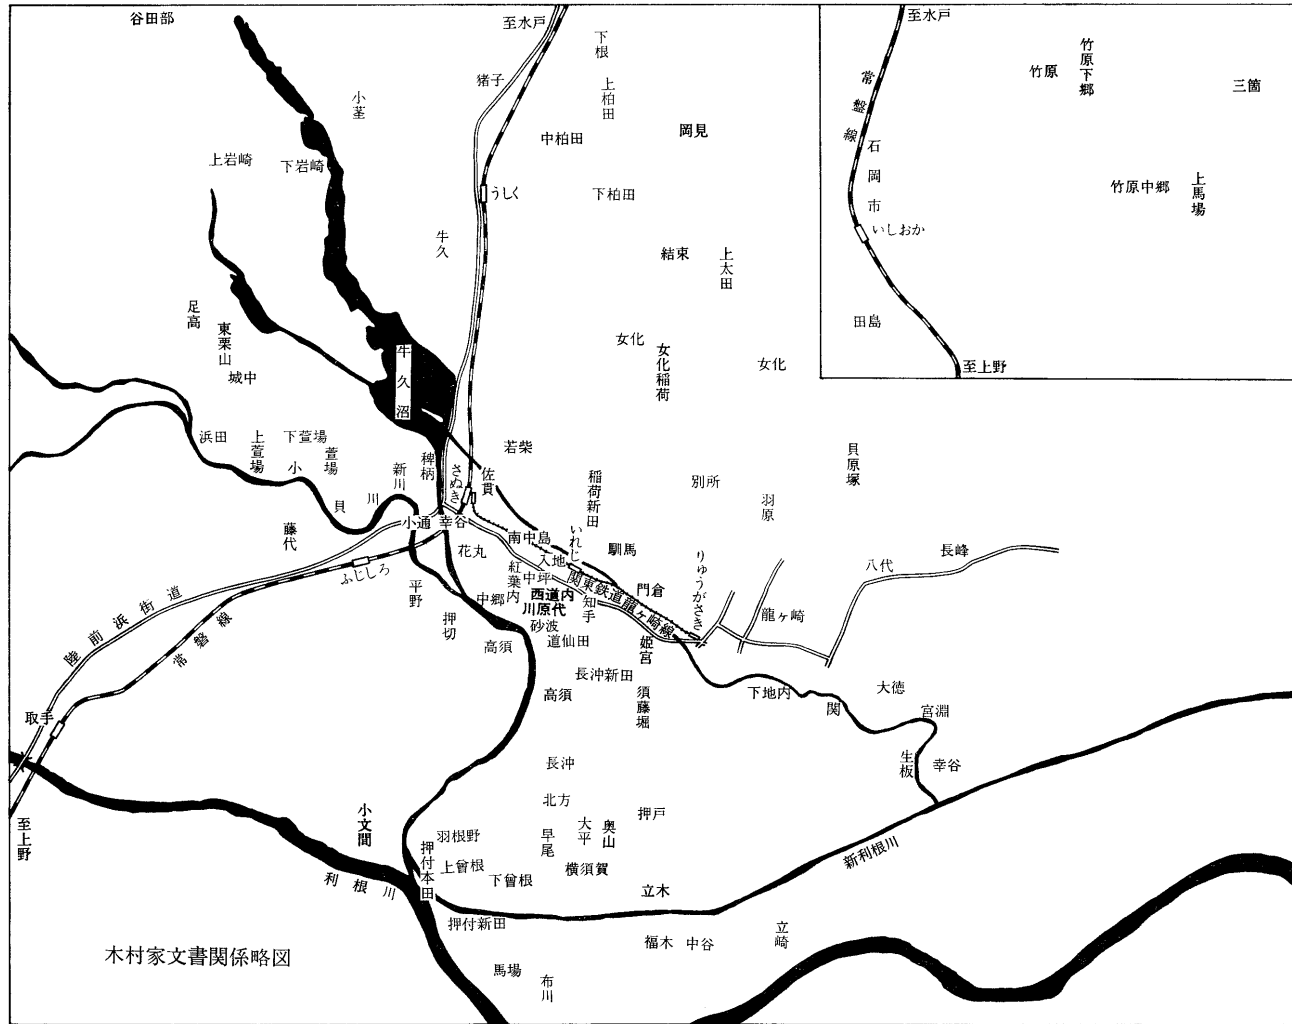 谷田部
至水戸
下根
猪子
上柏田
小茎
中柏田
岡見
上岩崎
下岩崎
うしく
下柏田
牛久
結束
上太田
足高
東栗山
城中
女化
女化稲荷
女化
牛久沼
浜田
上萱場
下萱場
萱場
小貝川
新川
稗柄
さぬき
佐貫
若柴
稲荷新田
別所
羽原
貝原塚
藤代
小通
幸谷
南中島
いれじ
入地
馴馬
りゅうがさき
八代
長峰
ふじしろ
花丸
紅葉内
中坪
関東鉄道龍ヶ崎線
門倉
平野
押切
中郷
西道内
川原代
知手
龍ヶ崎
陸前浜街道
常磐線
砂波
道仙田
姫宮
高須
長沖新田
高須
須藤堀
下地内
関
大徳
宮淵
生板
幸谷
取手
至上野
長沖
北方
大平
奥山
押戸
小文間
羽根野
早尾
押付本田
上曾根
下曾根
横須賀
新利根川
利根川
立木
押付新田
福木
中谷
立崎
馬場
布川
木村家文書関係略図
至水戸
竹原
竹原下郷
三箇
常盤線
石岡市
竹原中郷
上馬場
いしおか
田島
至上野